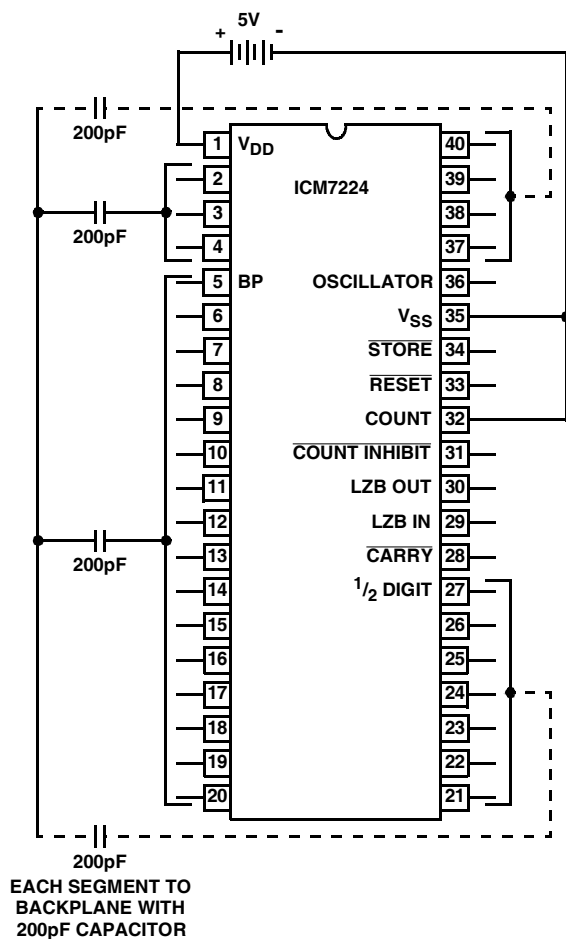 5V
+ -
200pF
1 V_DD 40
2 39
ICM7224
3 38
200pF
4 37
5 BP OSCILLATOR 36
6 V_SS 35
7 STORE 34
8 RESET 33
9 COUNT 32
10 COUNT INHIBIT 31
11 LZB OUT 30
12 LZB IN 29
13 CARRY 28
200pF
14 1/2 DIGIT 27
15 26
16 25
17 24
18 23
19 22
20 21
200pF
EACH SEGMENT TO
BACKPLANE WITH
200pF CAPACITOR